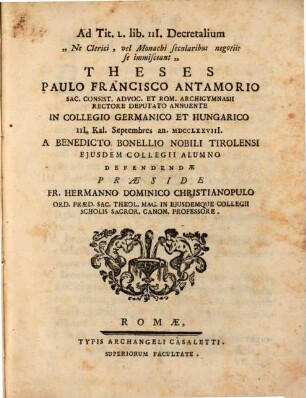 Ad Tit. L. lib. III. Decretalium
„ Ne Clerici, vel Monachi secularibus negotiis
se immisceant „
THESES
PAULO FRANCISCO ANTAMORIO
SAC. CONSIST. ADVOC. ET ROM. ARCHIGYMNASII
RECTORE DEPUTATO ANNUENTE
IN COLLEGIO GERMANICO ET HUNGARICO
III. Kal. Septembres an. MDCCLXXVIII.
A BENEDICTO BONELLIO NOBILI TIROLENSI
EJUSDEM COLLEGII ALUMNO
DEFENDENDÆ
PRÆSIDE
FR. HERMANNO DOMINICO CHRISTIANOPULO
ORD. PRÆD. SAC. THEOL. MAG. IN EJUSDEMQUE COLLEGII
SCHOLIS SACROR. CANON. PROFESSORE.
ROMÆ,
TYPIS ARCHANGELI CASALETTI.
SUPERIORUM FACULTATE.